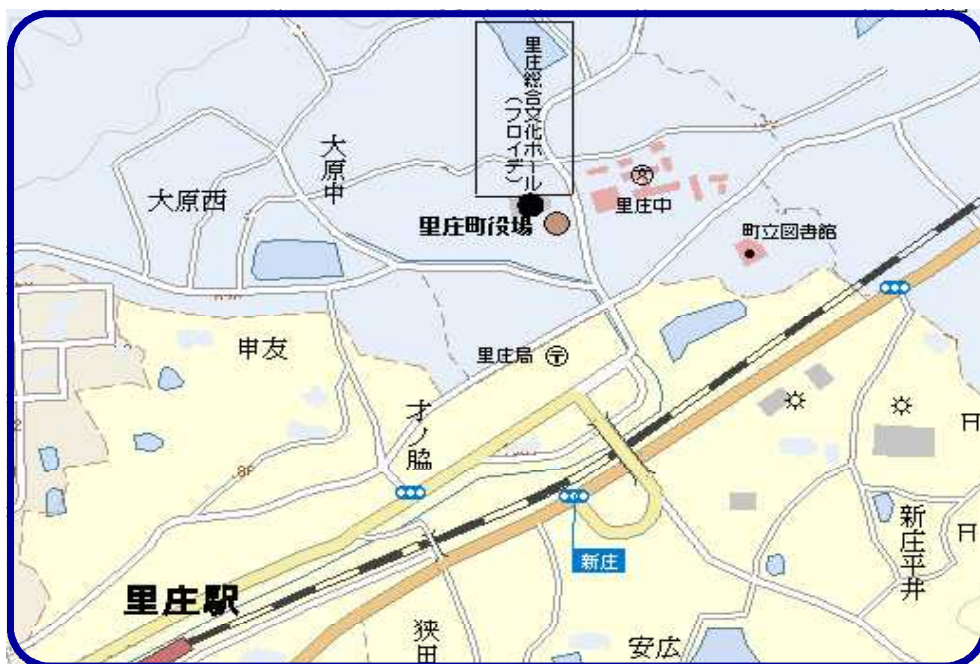 里庄総合文化ホール
(フロイデ)
大原中
大原西
里庄町役場
里庄中
町立図書館
申友
里庄局
才ノ脇
新庄
新庄平井
里庄駅
狭田
安広